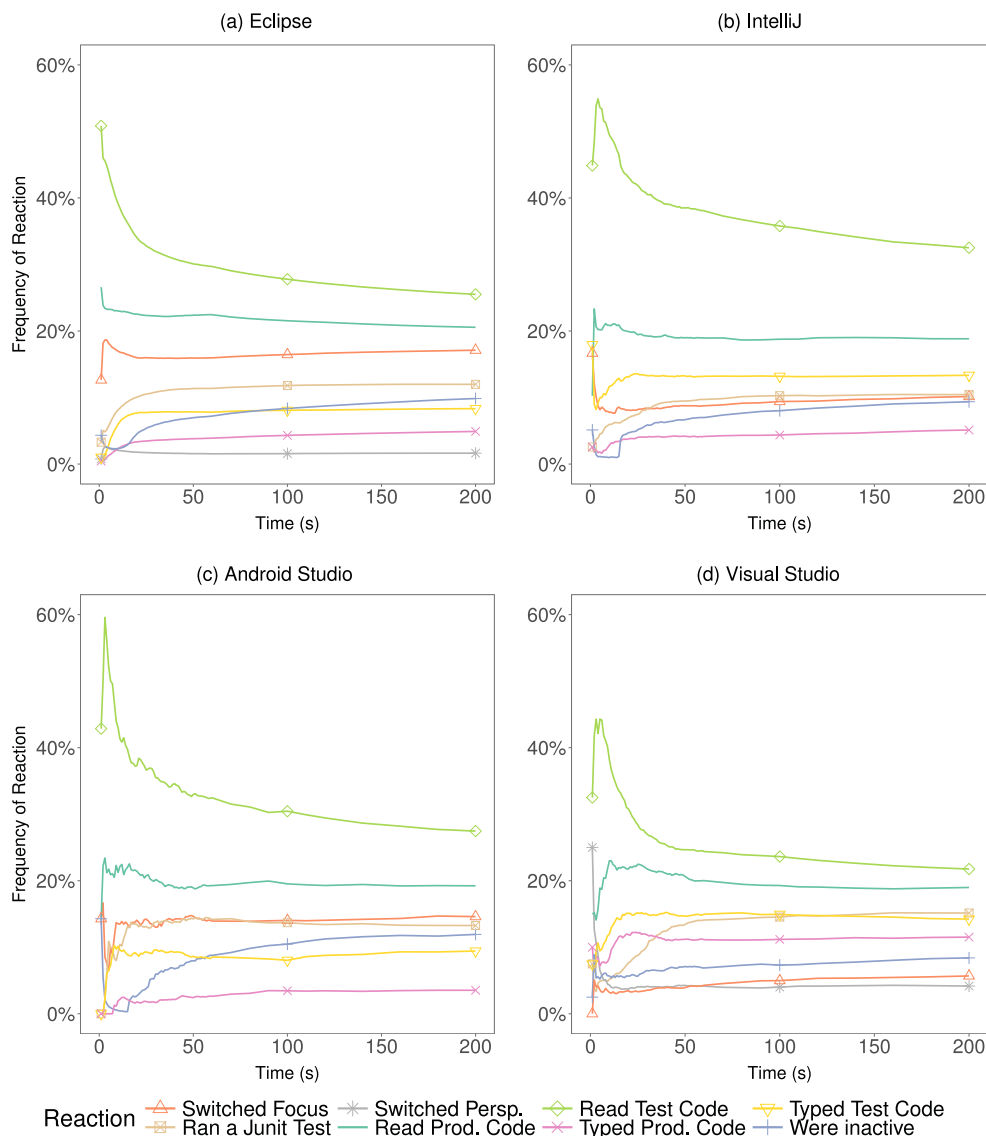 (a) Eclipse
(b) IntelliJ
Frequency of Reaction
60%
40%
20%
0%
0 50 100 150 200
Time (s)
60%
40%
20%
0%
0 50 100 150 200
Time (s)
(c) Android Studio
(d) Visual Studio
Frequency of Reaction
60%
40%
20%
0%
0 50 100 150 200
Time (s)
60%
40%
20%
0%
0 50 100 150 200
Time (s)
Reaction
Switched Focus Switched Persp. Read Test Code Typed Test Code
Ran a Junit Test Read Prod. Code Typed Prod. Code Were inactive